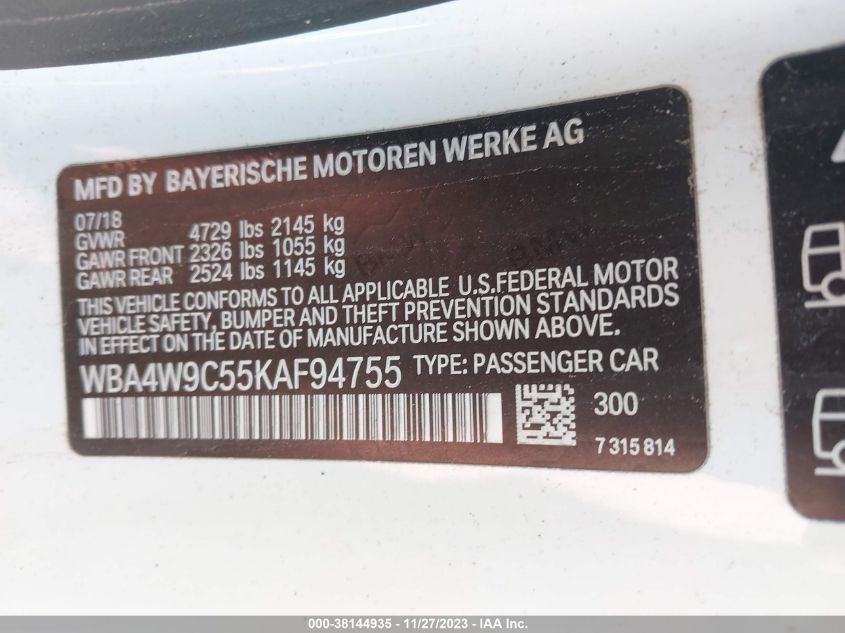 MFD BY BAYERISCHE MOTOREN WERKE AG
07/18
GVWR 4729 lbs 2145 kg
GAWR FRONT 2326 lbs 1055 kg
GAWR REAR 2524 lbs 1145 kg
THIS VEHICLE CONFORMS TO ALL APPLICABLE U.S.FEDERAL MOTOR
VEHICLE SAFETY, BUMPER AND THEFT PREVENTION STANDARDS
IN EFFECT ON THE DATE OF MANUFACTURE SHOWN ABOVE.
WBA4W9C55KAF94755 TYPE: PASSENGER CAR
300
7 315 814
000-38144935 - 11/27/2023 - IAA Inc.